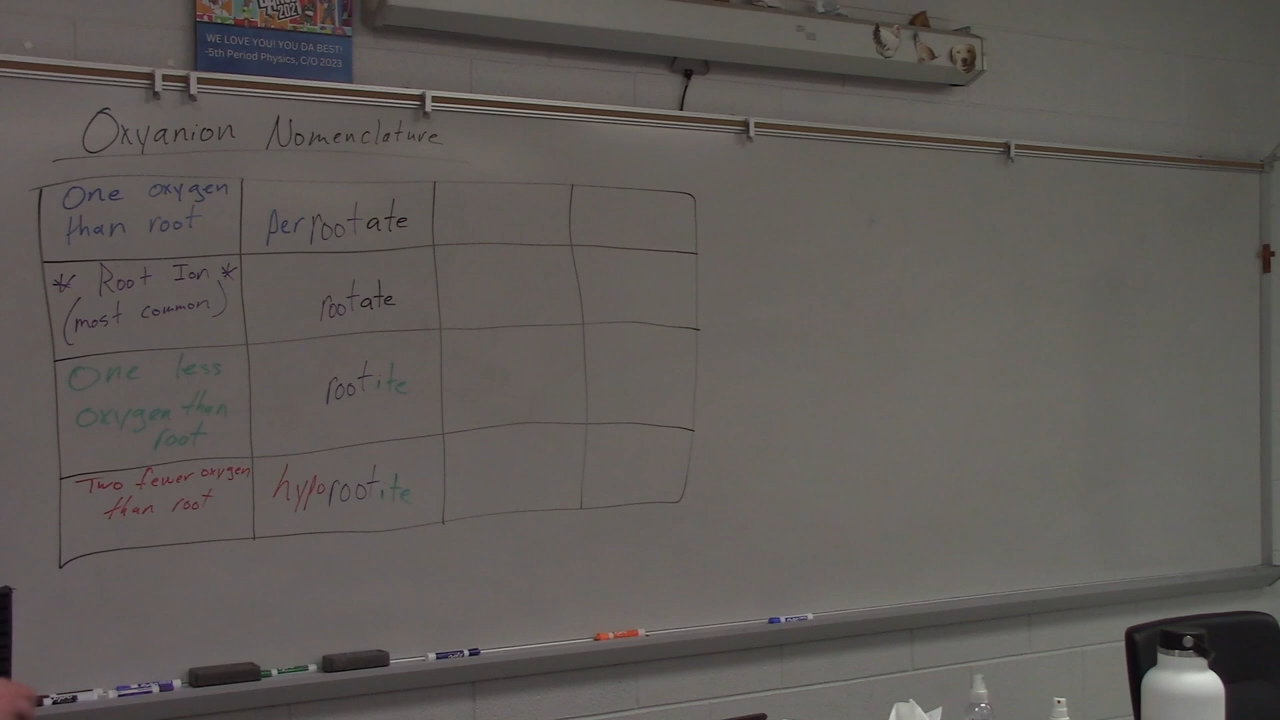 2021
WE LOVE YOU! YOU DA BEST!
-5th Period Physics, C/O 2023
Oxyanion Nomenclature
One oxygen
than root
perrootate
* Root Ion *
(most common)
rootate
One less
oxygen than
root
rootite
Two fewer oxygen
than root
hyporootite